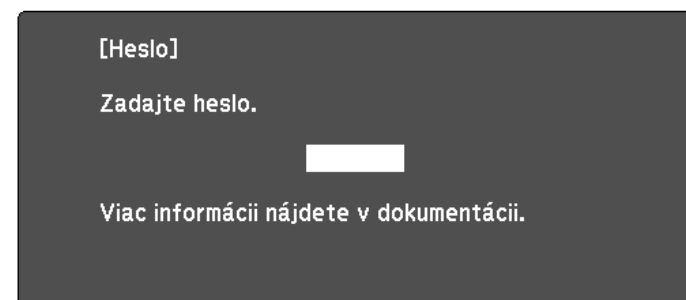 [Heslo]
Zadajte heslo.
Viac informácii nájdete v dokumentácii.